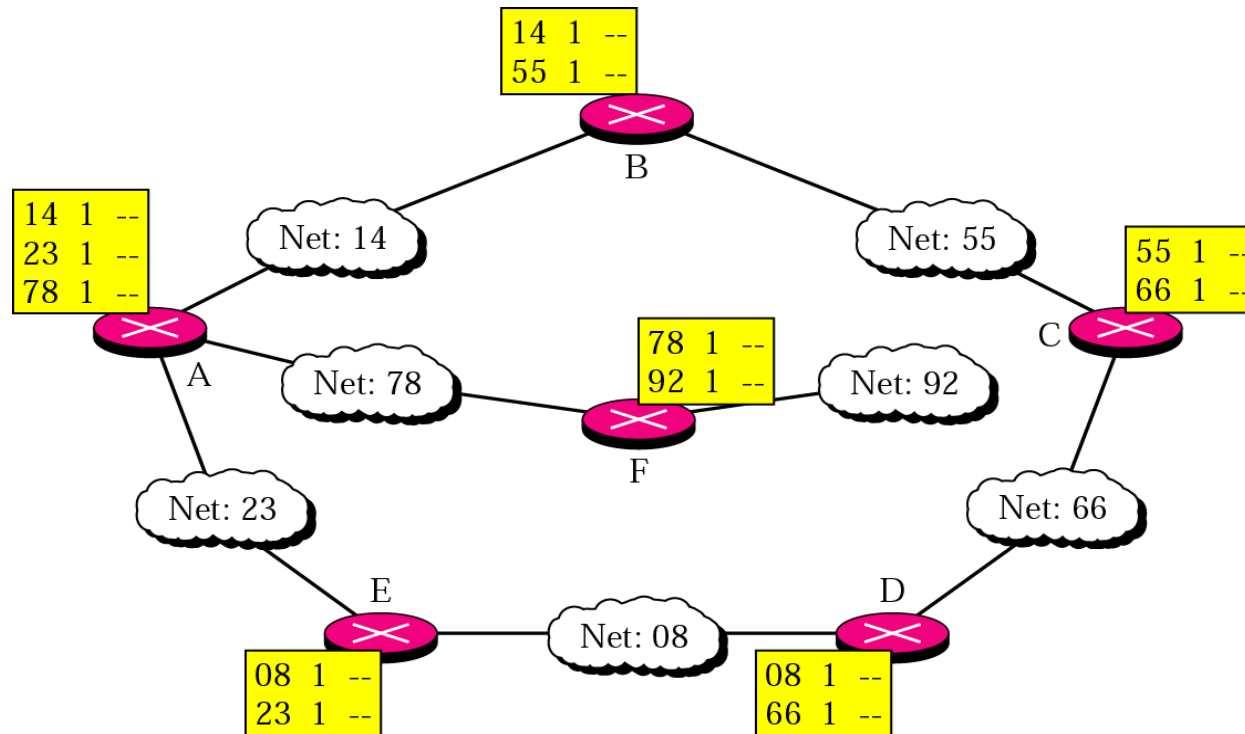 14 1 --
55 1 --
B
14 1 --
23 1 --
78 1 --
Net: 14
Net: 55
55 1 --
66 1 --
A
C
Net: 78
78 1 --
92 1 --
Net: 92
F
Net: 23
Net: 66
E
D
Net: 08
08 1 --
23 1 --
08 1 --
66 1 --